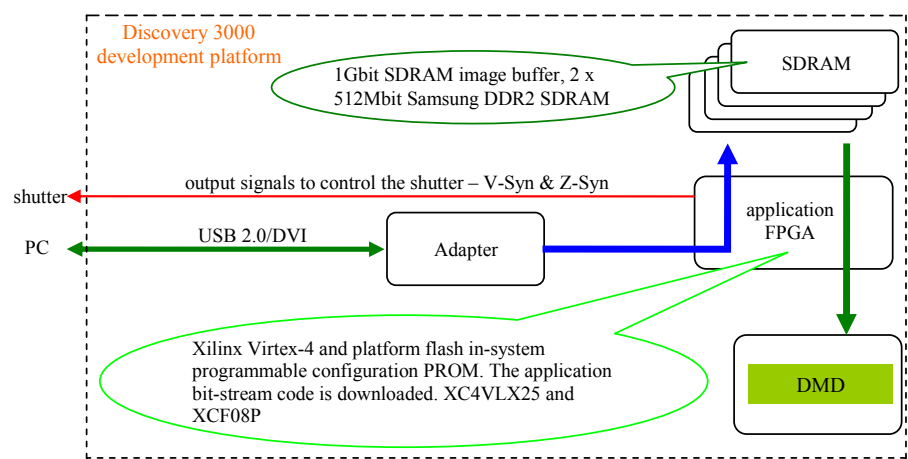 Discovery 3000
development platform
1Gbit SDRAM image buffer, 2 x
512Mbit Samsung DDR2 SDRAM
SDRAM
output signals to control the shutter – V-Syn & Z-Syn
shutter
application
FPGA
PC
USB 2.0/DVI
Adapter
Xilinx Virtex-4 and platform flash in-system
programmable configuration PROM. The application
bit-stream code is downloaded. XC4VLX25 and
XCF08P
DMD